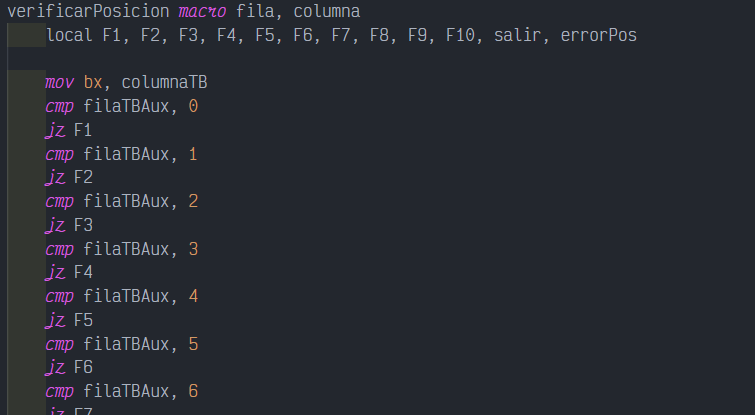 verificarPosicion macro fila, columna
local F1, F2, F3, F4, F5, F6, F7, F8, F9, F10, salir, errorPos
mov bx, columnaTB
cmp filaTBAux, 0
jz F1
cmp filaTBAux, 1
jz F2
cmp filaTBAux, 2
jz F3
cmp filaTBAux, 3
jz F4
cmp filaTBAux, 4
jz F5
cmp filaTBAux, 5
jz F6
cmp filaTBAux, 6
jz F7